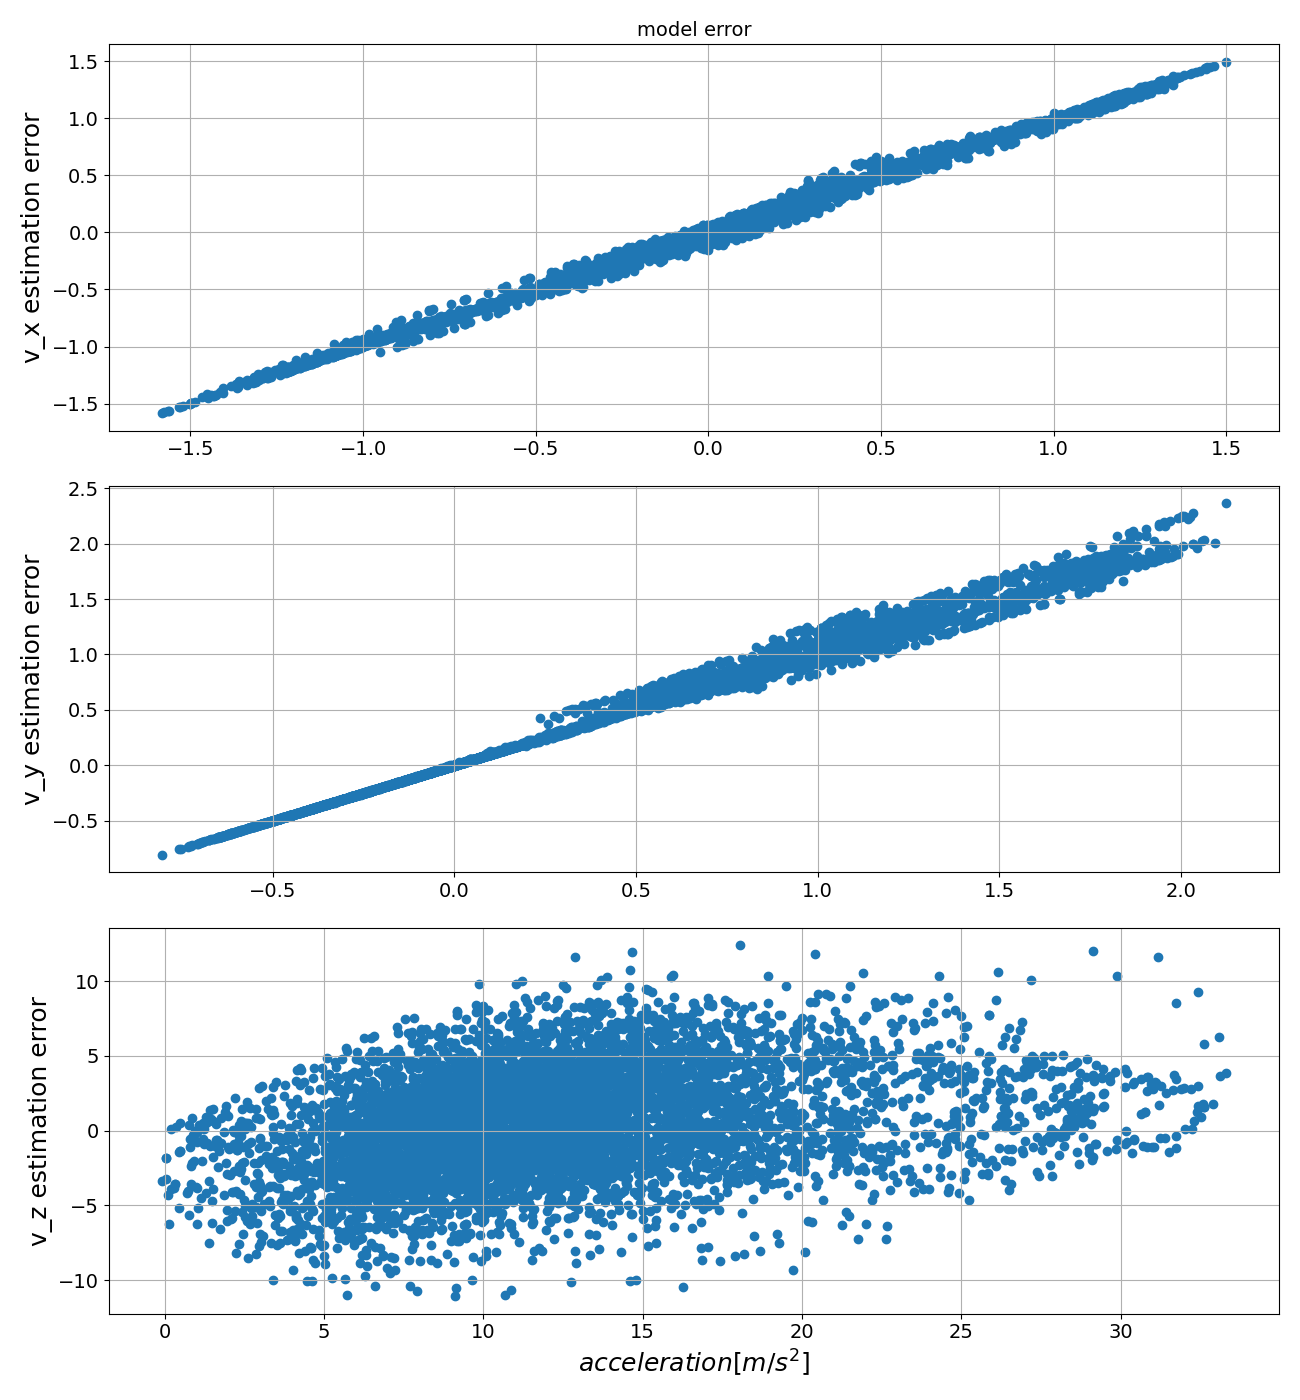 model error
v_x estimation error
1.5
1.0
0.5
0.0
−0.5
−1.0
−1.5
−1.5 −1.0 −0.5 0.0 0.5 1.0 1.5
v_y estimation error
2.5
2.0
1.5
1.0
0.5
0.0
−0.5
−0.5 0.0 0.5 1.0 1.5 2.0
v_z estimation error
10
5
0
−5
−10
0 5 10 15 20 25 30
acceleration[m/s²]